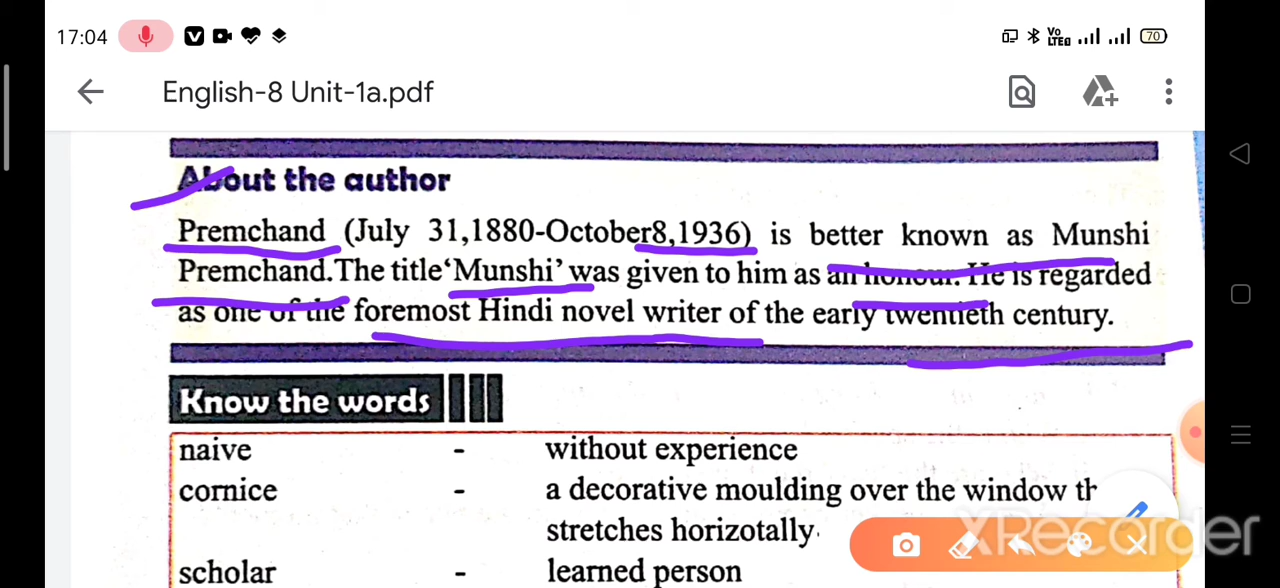 17:04
Vo
LTE
70
English-8 Unit-1a.pdf
About the author
Premchand (July 31,1880-October8,1936) is better known as Munshi
Premchand.The title‘Munshi’ was given to him as an honour. He is regarded
as one of the foremost Hindi novel writer of the early twentieth century.
Know the words
naive - without experience
cornice - a decorative moulding over the window th
stretches horizotally.
scholar - learned person
XRecorder